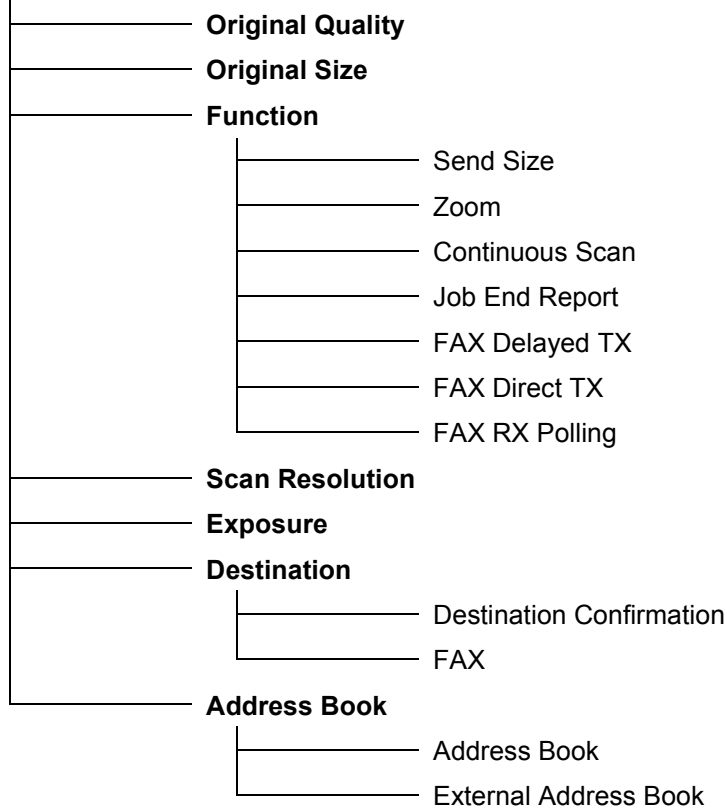 Original Quality
Original Size
Function
Send Size
Zoom
Continuous Scan
Job End Report
FAX Delayed TX
FAX Direct TX
FAX RX Polling
Scan Resolution
Exposure
Destination
Destination Confirmation
FAX
Address Book
Address Book
External Address Book